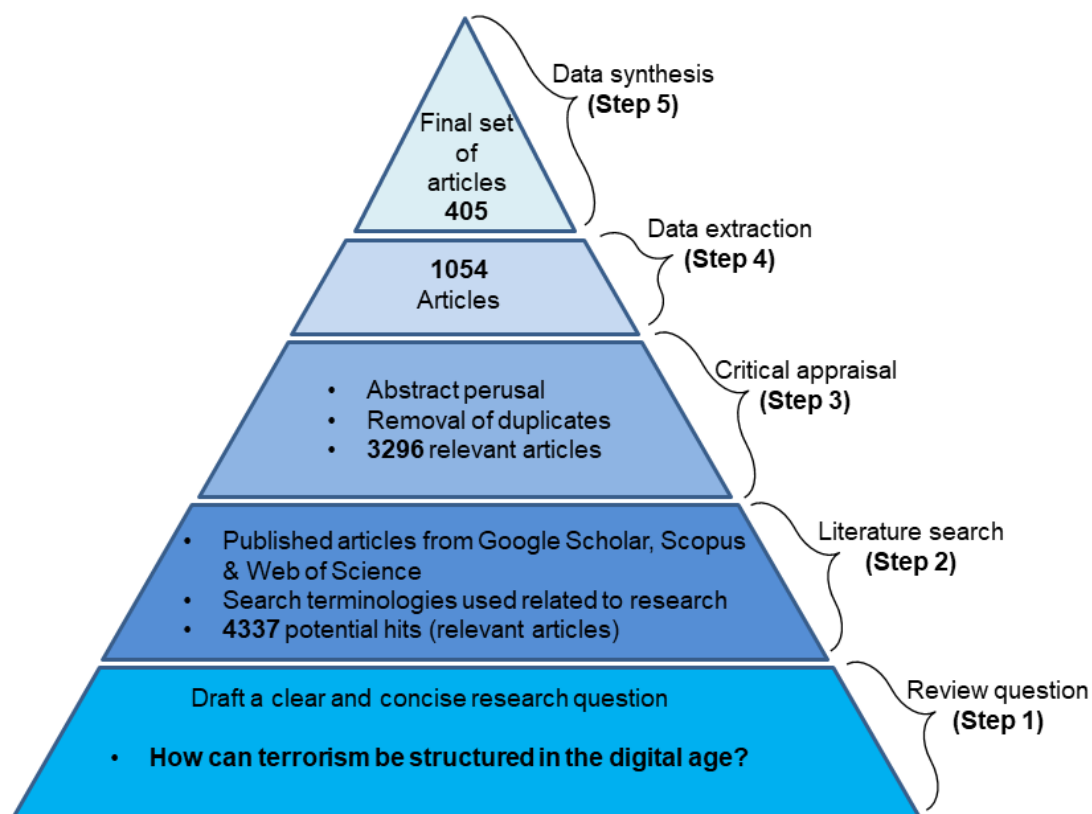 Data synthesis
(Step 5)
Final set
of
articles
405
Data extraction
(Step 4)
1054
Articles
Critical appraisal
(Step 3)
• Abstract perusal
• Removal of duplicates
• 3296 relevant articles
Literature search
(Step 2)
• Published articles from Google Scholar, Scopus
& Web of Science
• Search terminologies used related to research
• 4337 potential hits (relevant articles)
Review question
(Step 1)
Draft a clear and concise research question
• How can terrorism be structured in the digital age?